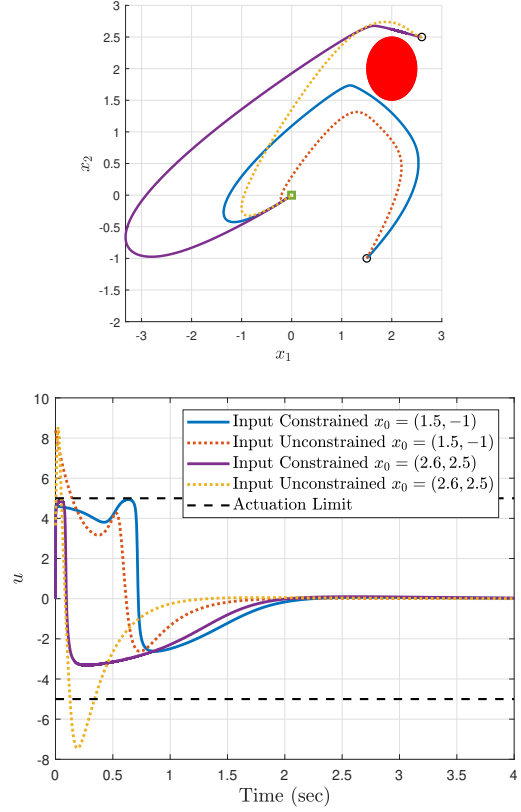 3
2.5
2
1.5
1
0.5
0
-0.5
-1
-1.5
-2
x₂
-3 -2 -1 0 1 2 3
x₁
10
8
6
4
2
0
-2
-4
-6
-8
u
Input Constrained x₀ = (1.5, −1)
Input Unconstrained x₀ = (1.5, −1)
Input Constrained x₀ = (2.6, 2.5)
Input Unconstrained x₀ = (2.6, 2.5)
Actuation Limit
0 0.5 1 1.5 2 2.5 3 3.5 4
Time (sec)